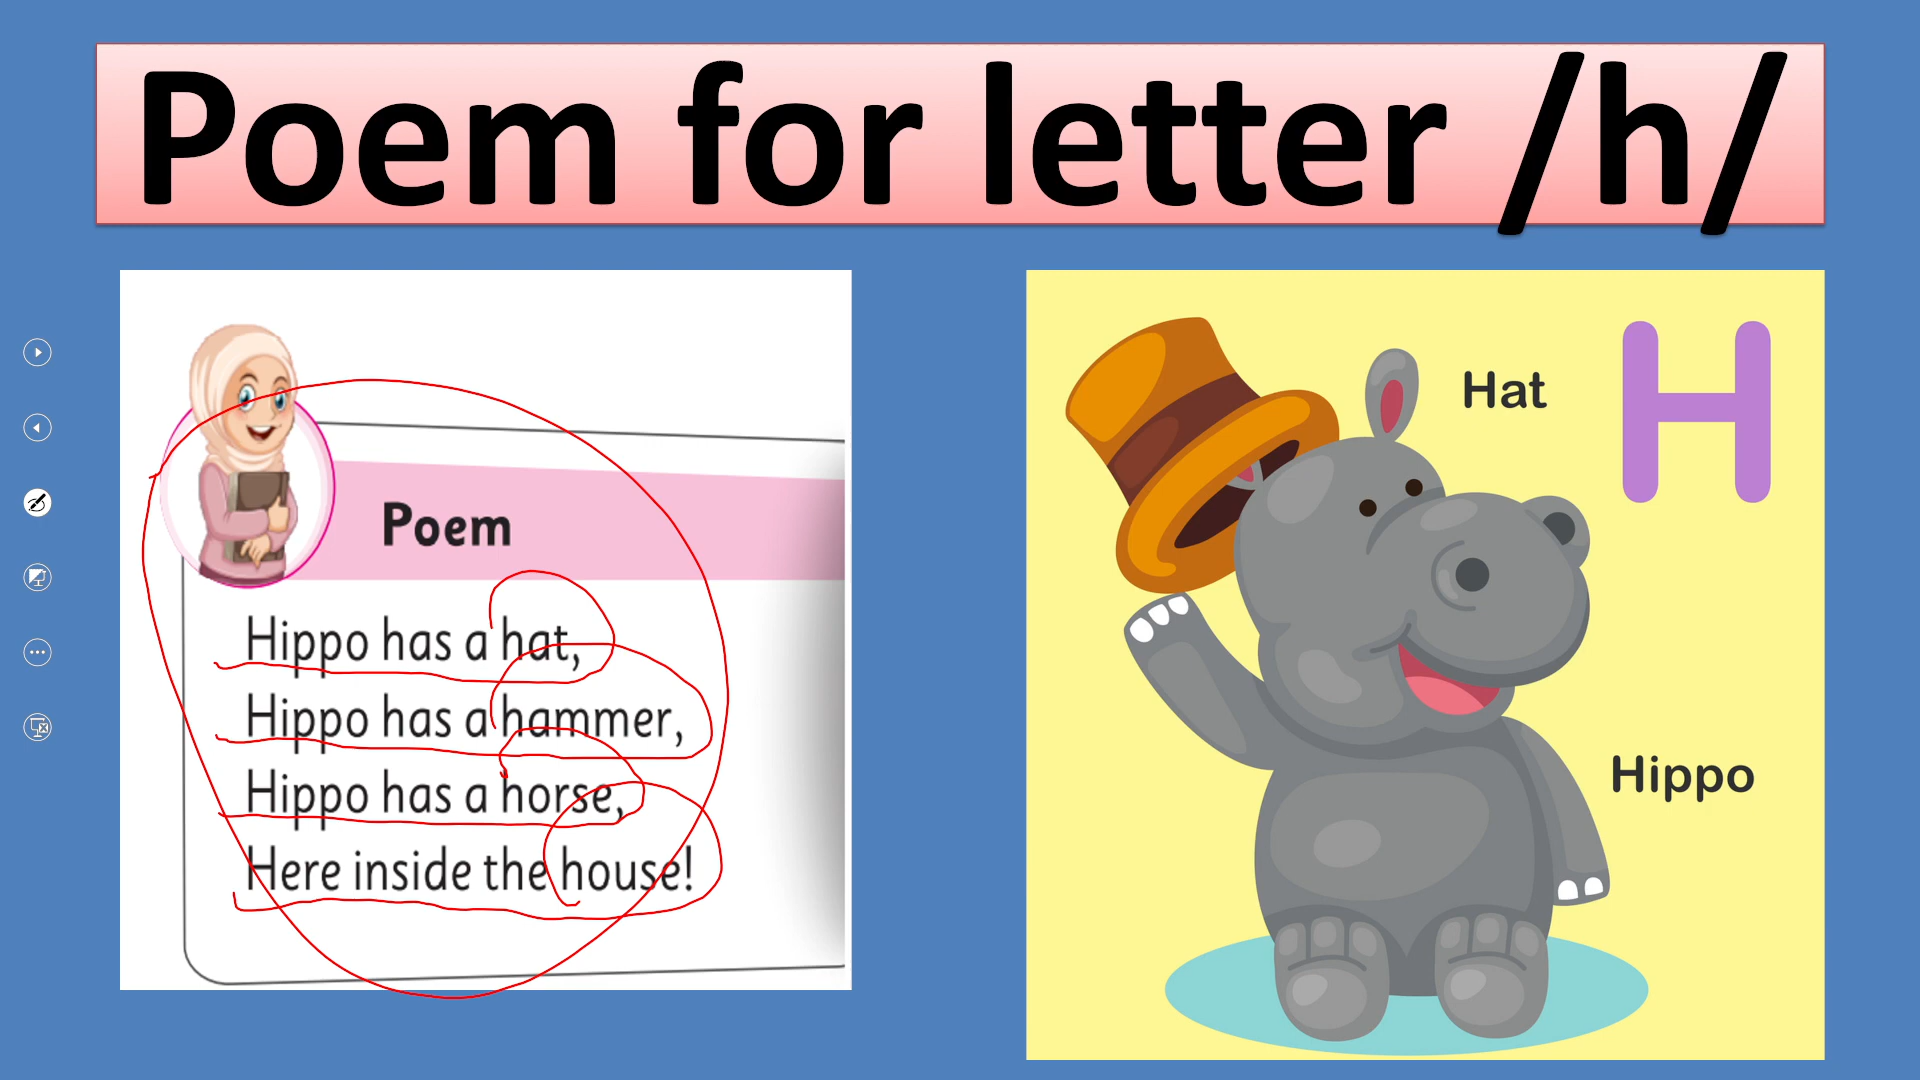 Poem for letter /h/
Poem
Hippo has a hat,
Hippo has a hammer,
Hippo has a horse,
Here inside the house!
Hat
H
Hippo